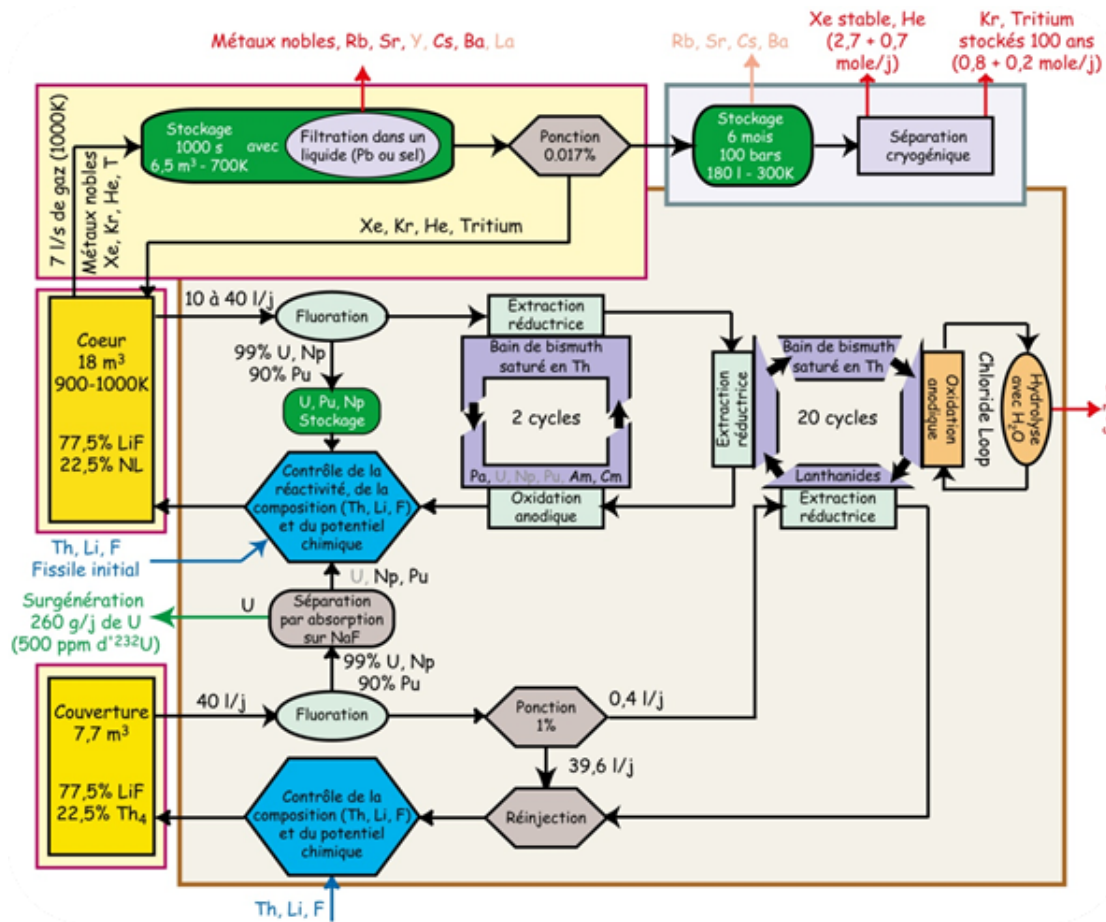 Métaux nobles, Rb, Sr, Y, Cs, Ba, La
Rb, Sr, Cs, Ba
Xe stable, He
(2,7 + 0,7
mole/j)
Kr, Tritium
stockés 100 ans
(0,8 + 0,2 mole/j)
7 l/s de gaz (1000K)
Métaux nobles
Xe, Kr, He, T
Stockage
1000 s
6,5 m³ - 700K
avec
Filtration dans un
liquide (Pb ou sel)
Ponction
0.017%
Stockage
6 mois
100 bars
180 l - 300K
Séparation
cryogénique
Xe, Kr, He, Tritium
Coeur
18 m³
900-1000K
77,5% LiF
22,5% NL
10 à 40 l/j
Fluoration
99% U, Np
90% Pu
U, Pu, Np
Stockage
Contrôle de la
réactivité, de la
composition (Th, Li, F)
et du potentiel
chimique
Extraction
réductrice
Bain de bismuth
saturé en Th
2 cycles
Pa, U, Np, Pu, Am, Cm
Oxidation
anodique
Extraction
réductrice
Bain de bismuth
saturé en Th
20 cycles
Lanthanides
Extraction
réductrice
Oxidation
anodique
Chloride Loop
Hydrolyse
avec H₂O
Th, Li, F
Fissile initial
U, Np, Pu
Surgénération
260 g/j de U
(500 ppm d'²³²U)
U
Séparation
par absorption
sur NaF
99% U, Np
90% Pu
Couverture
7,7 m³
77,5% LiF
22,5% Th₄
40 l/j
Fluoration
Ponction
1%
0,4 l/j
39,6 l/j
Réinjection
Contrôle de la
composition (Th, Li, F)
et du potentiel
chimique
Th, Li, F